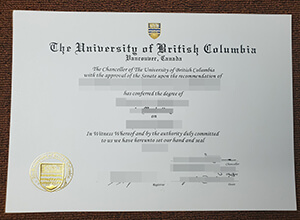 The University of British Columbia
Vancouver, Canada
The Chancellor of The University of British Columbia
with the approval of the Senate upon the recommendation of
has conferred the degree of
on
In Witness Whereof and by the authority duly committed
to us we have hereunto set our hand and seal
Chancellor
Registrar